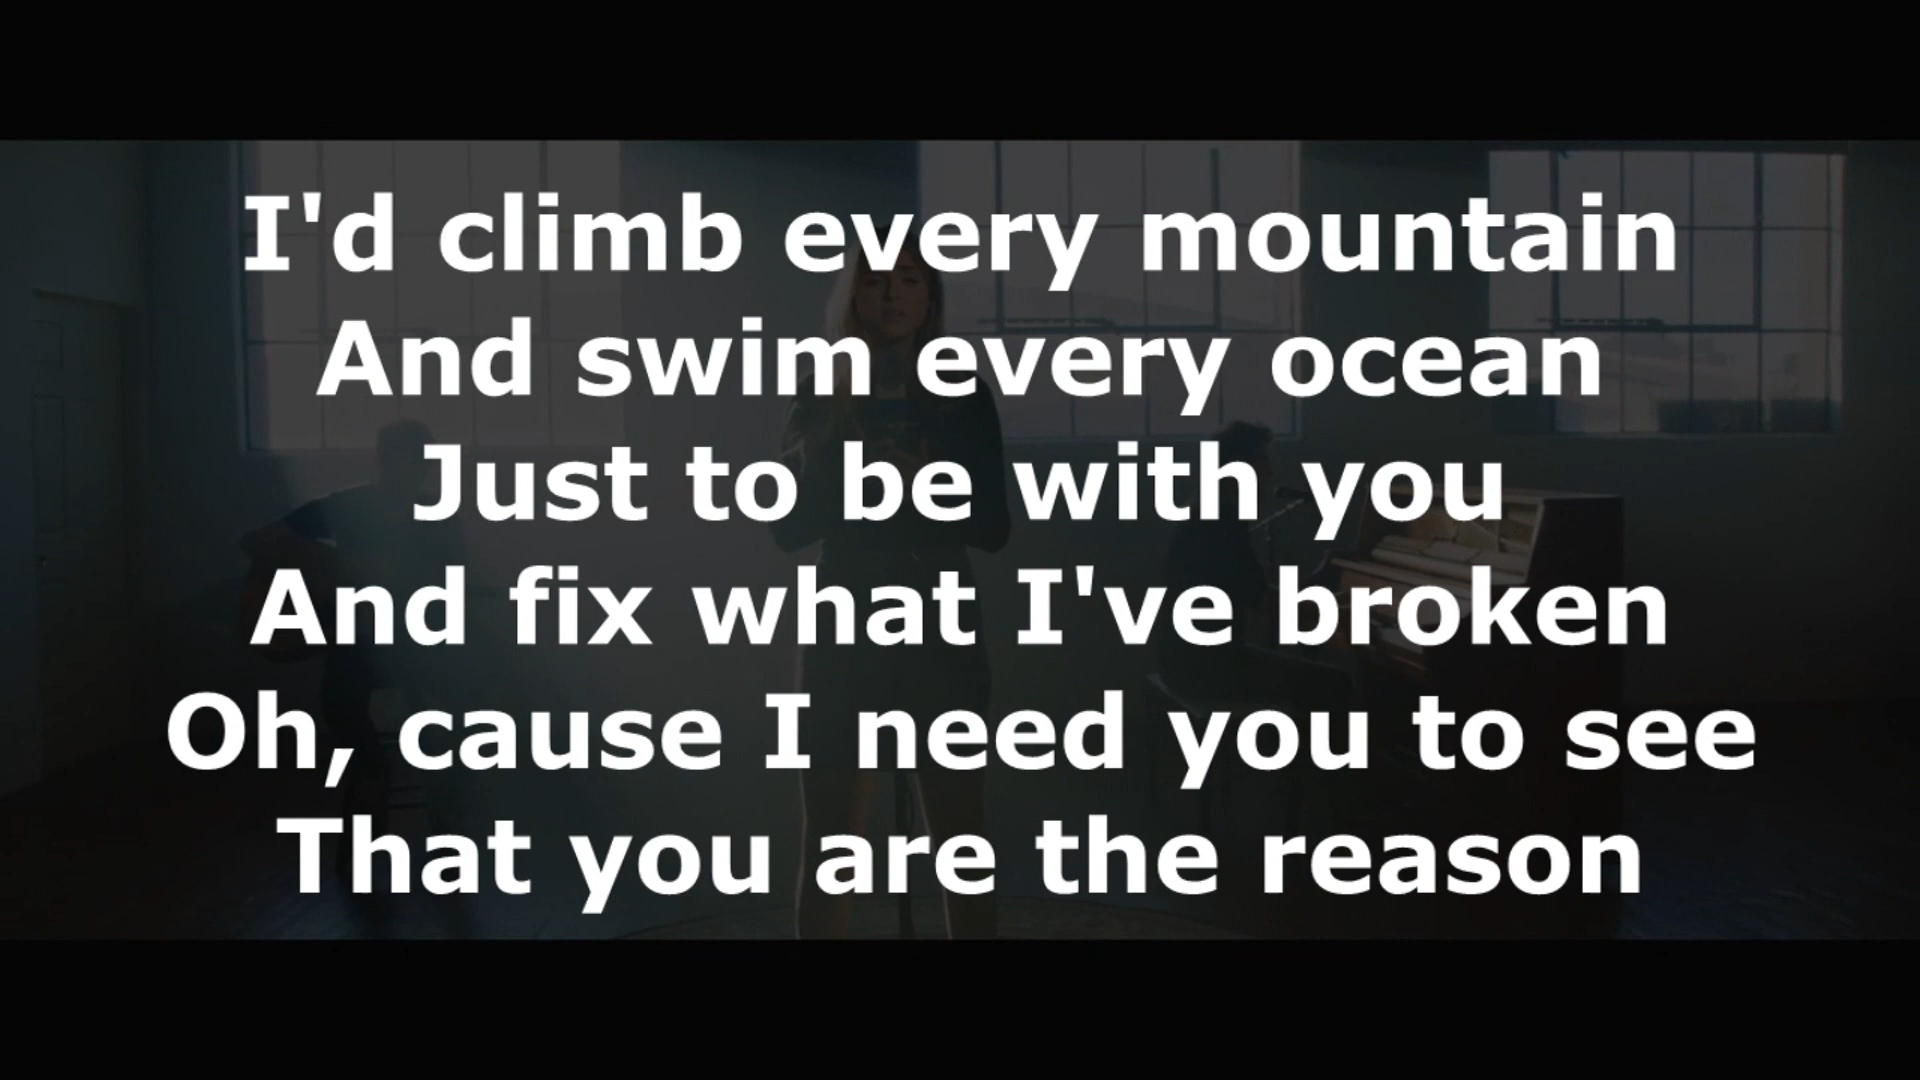 I'd climb every mountain
And swim every ocean
Just to be with you
And fix what I've broken
Oh, cause I need you to see
That you are the reason